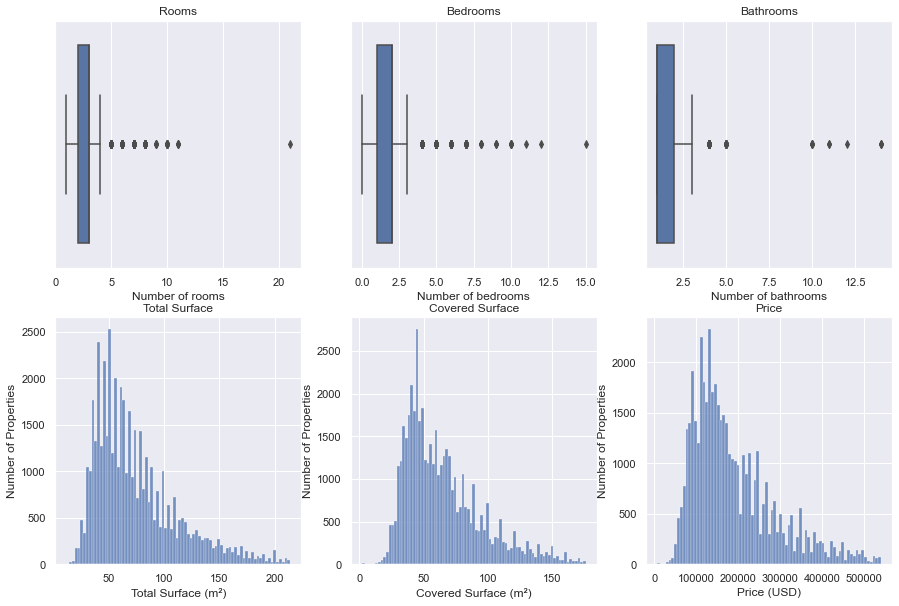 Rooms
Bedrooms
Bathrooms
0 5 10 15 20
0.0 2.5 5.0 7.5 10.0 12.5 15.0
2.5 5.0 7.5 10.0 12.5
Number of rooms
Number of bedrooms
Number of bathrooms
Total Surface
Covered Surface
Price
2500
2000
1500
1000
500
0
Number of Properties
50 100 150 200
Total Surface (m²)
2500
2000
1500
1000
500
0
Number of Properties
0 50 100 150
Covered Surface (m²)
2000
1500
1000
500
0
Number of Properties
0 100000 200000 300000 400000 500000
Price (USD)